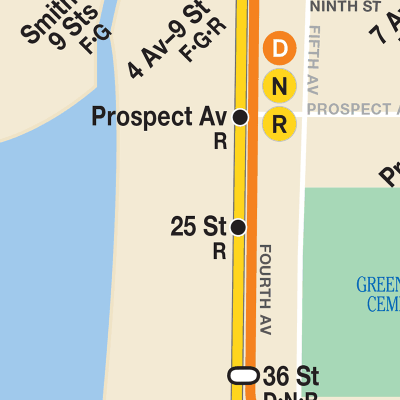 Smith
9 Sts
F·G
4 Av–9 St
F·G·R
D
N
R
NINTH ST
FIFTH AV
7 A
PROSPECT A
Prospect Av
R
Pr
25 St
R
FOURTH AV
GREEN
CEM
36 St
D·N·R